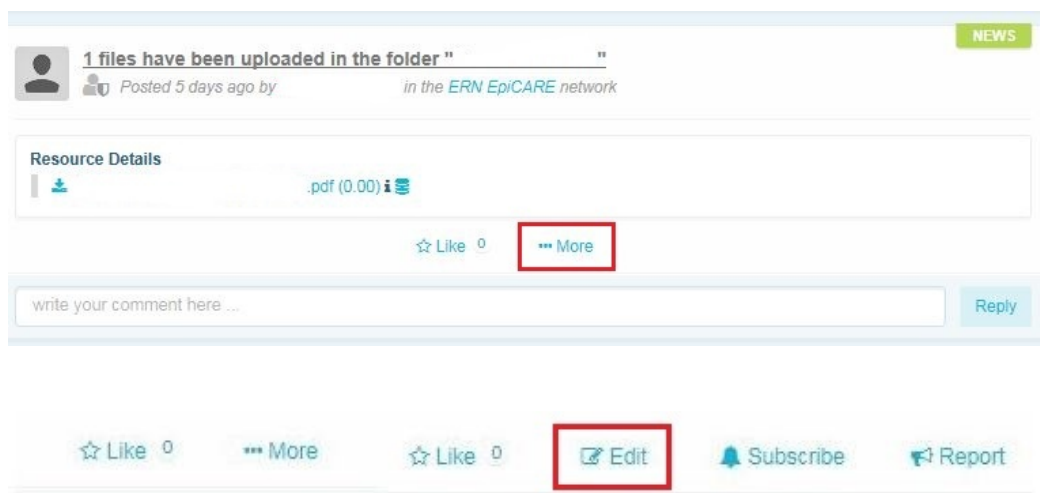 NEWS
1 files have been uploaded in the folder " "
Posted 5 days ago by in the ERN EpiCARE network
Resource Details
.pdf (0.00) i
Like 0 ••• More
write your comment here ...
Reply
Like 0 ••• More Like 0 Edit Subscribe Report